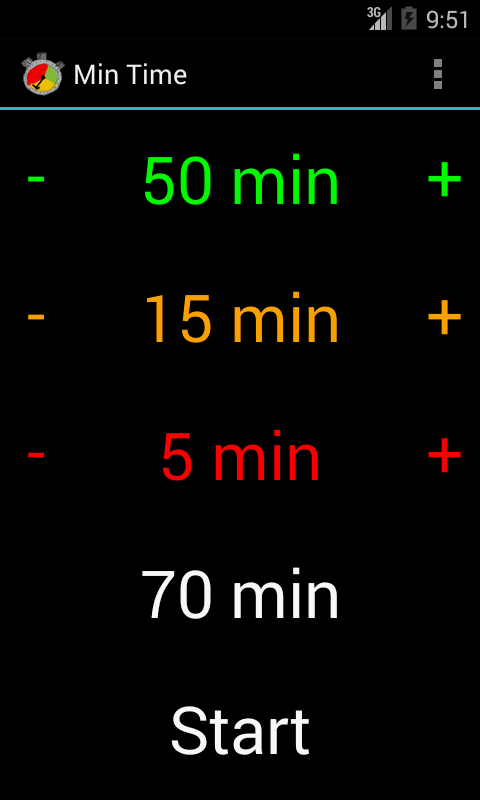 3G 9:51
Min Time
- 50 min +
- 15 min +
- 5 min +
70 min
Start